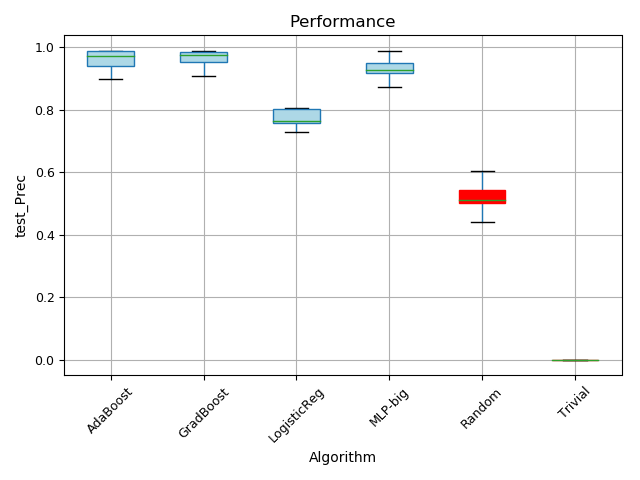 Performance
test_Prec
1.0
0.8
0.6
0.4
0.2
0.0
AdaBoost
GradBoost
LogisticReg
MLP-big
Random
Trivial
Algorithm